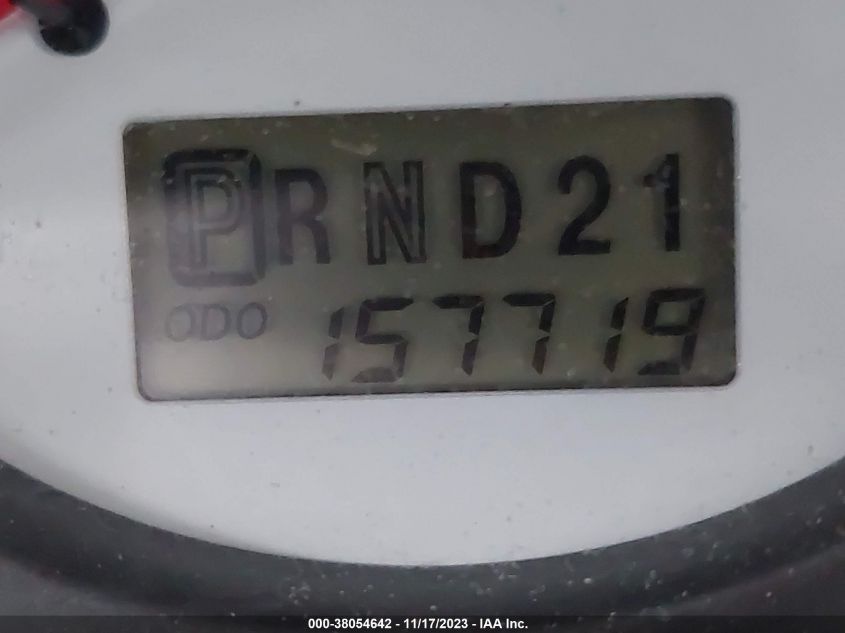 PRND21
ODO 157719
000-38054642 - 11/17/2023 - IAA Inc.